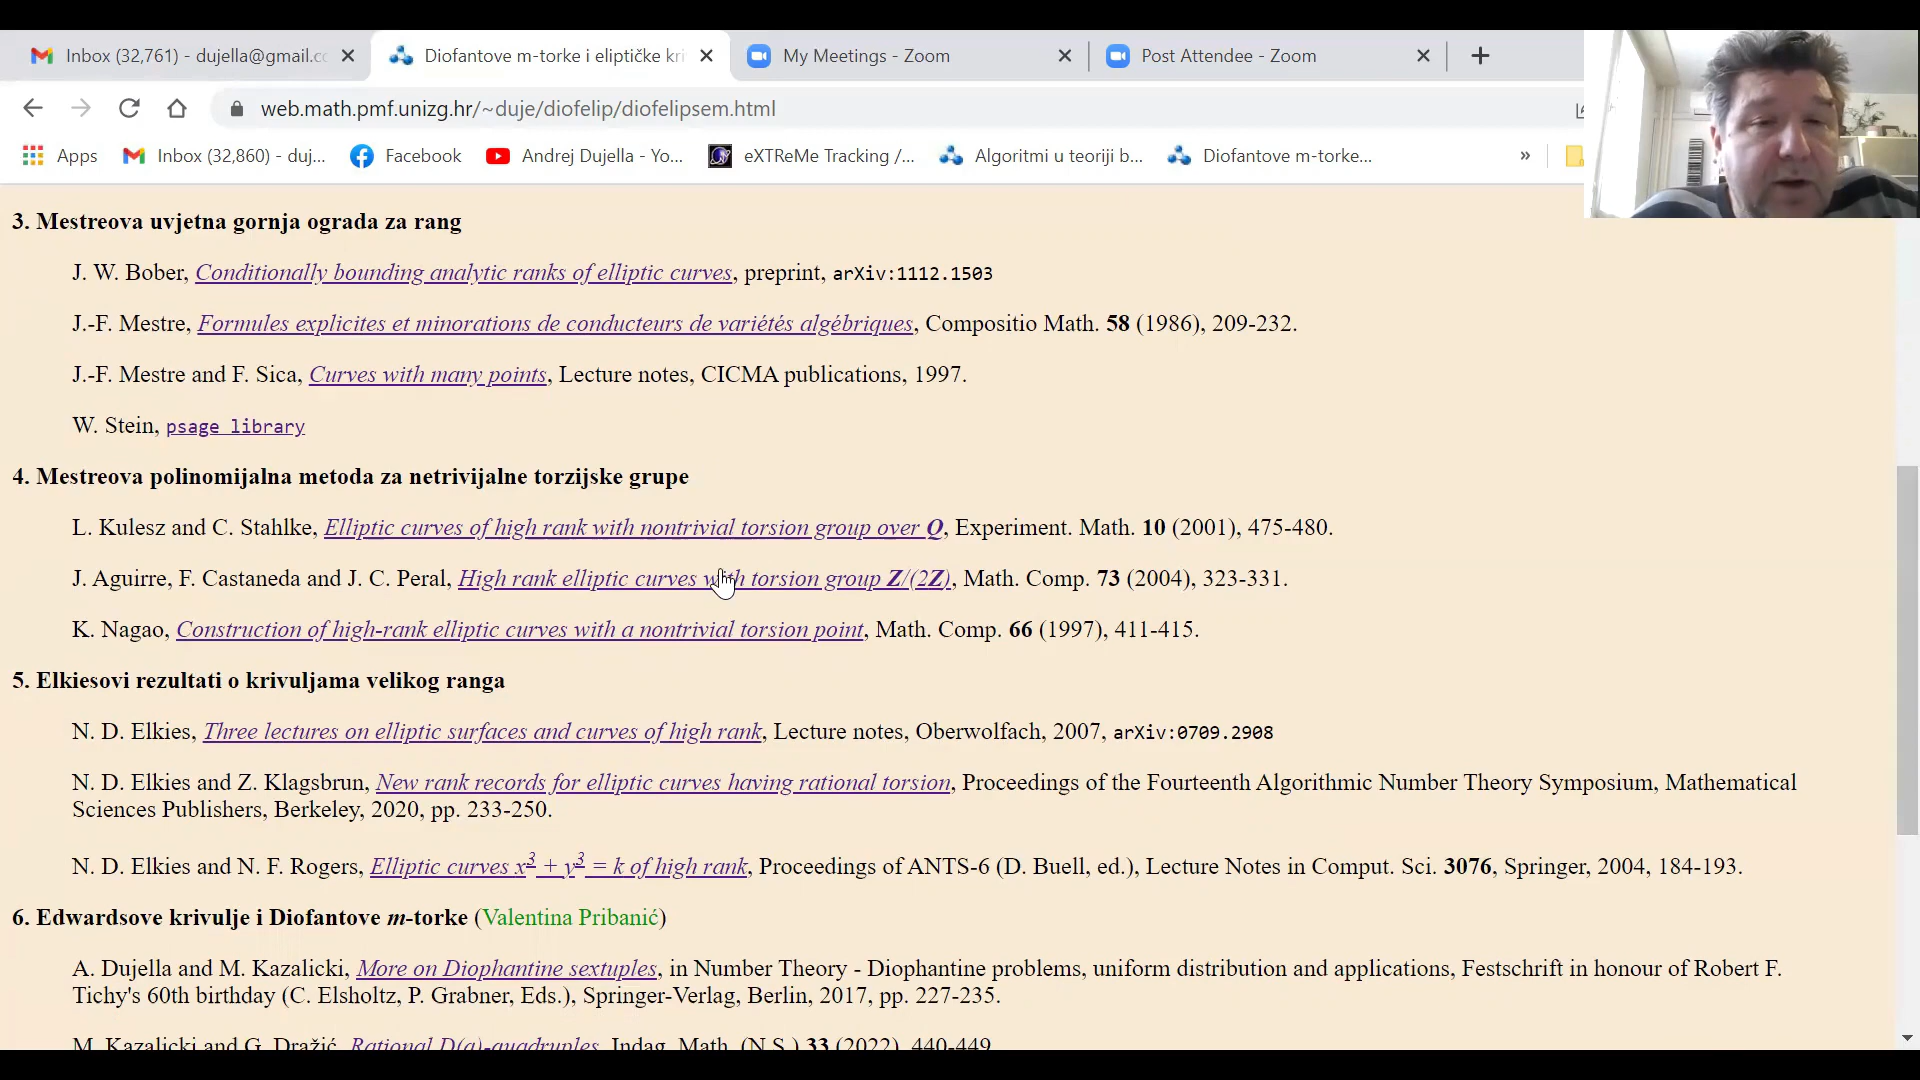 Inbox (32,761) - dujella@gmail.c
Diofantove m-torke i eliptičke kri
My Meetings - Zoom
Post Attendee - Zoom
web.math.pmf.unizg.hr/~duje/diofelip/diofelipsem.html
Apps
Inbox (32,860) - duj...
Facebook
Andrej Dujella - Yo...
eXTReMe Tracking /...
Algoritmi u teoriji b...
Diofantove m-torke...
»
3. Mestreova uvjetna gornja ograda za rang
J. W. Bober, Conditionally bounding analytic ranks of elliptic curves, preprint, arXiv:1112.1503
J.-F. Mestre, Formules explicites et minorations de conducteurs de variétés algébriques, Compositio Math. 58 (1986), 209-232.
J.-F. Mestre and F. Sica, Curves with many points, Lecture notes, CICMA publications, 1997.
W. Stein, psage library
4. Mestreova polinomijalna metoda za netrivijalne torzijske grupe
L. Kulesz and C. Stahlke, Elliptic curves of high rank with nontrivial torsion group over Q, Experiment. Math. 10 (2001), 475-480.
J. Aguirre, F. Castaneda and J. C. Peral, High rank elliptic curves with torsion group Z/(2Z), Math. Comp. 73 (2004), 323-331.
K. Nagao, Construction of high-rank elliptic curves with a nontrivial torsion point, Math. Comp. 66 (1997), 411-415.
5. Elkiesovi rezultati o krivuljama velikog ranga
N. D. Elkies, Three lectures on elliptic surfaces and curves of high rank, Lecture notes, Oberwolfach, 2007, arXiv:0709.2908
N. D. Elkies and Z. Klagsbrun, New rank records for elliptic curves having rational torsion, Proceedings of the Fourteenth Algorithmic Number Theory Symposium, Mathematical
Sciences Publishers, Berkeley, 2020, pp. 233-250.
N. D. Elkies and N. F. Rogers, Elliptic curves x³ + y³ = k of high rank, Proceedings of ANTS-6 (D. Buell, ed.), Lecture Notes in Comput. Sci. 3076, Springer, 2004, 184-193.
6. Edwardsove krivulje i Diofantove m-torke (Valentina Pribanić)
A. Dujella and M. Kazalicki, More on Diophantine sextuples, in Number Theory - Diophantine problems, uniform distribution and applications, Festschrift in honour of Robert F.
Tichy's 60th birthday (C. Elsholtz, P. Grabner, Eds.), Springer-Verlag, Berlin, 2017, pp. 227-235.
M. Kazalicki and G. Dražić, Rational D(q)-quadruples, Indag. Math. (N.S.) 33 (2022), 440-449.